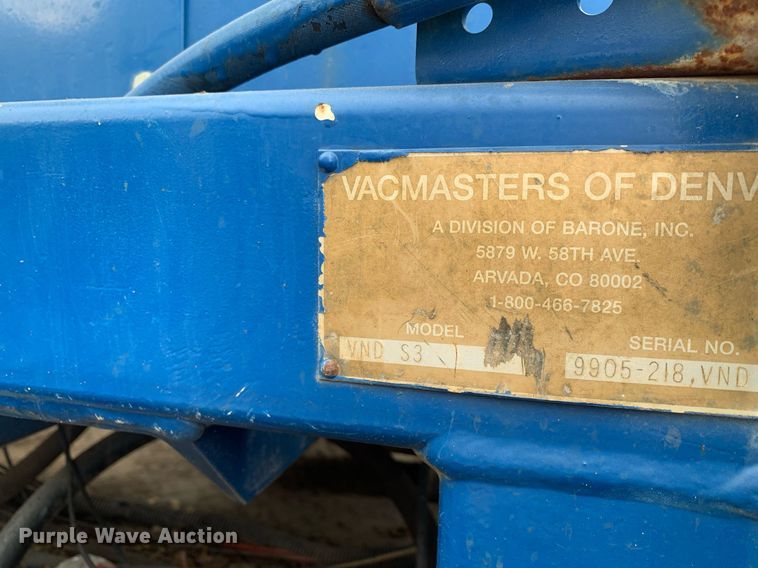 VACMASTERS OF DENV
A DIVISION OF BARONE, INC.
5879 W. 58TH AVE.
ARVADA, CO 80002
1-800-466-7825
MODEL
SERIAL NO.
VND S3
9905-218, VND
Purple Wave Auction